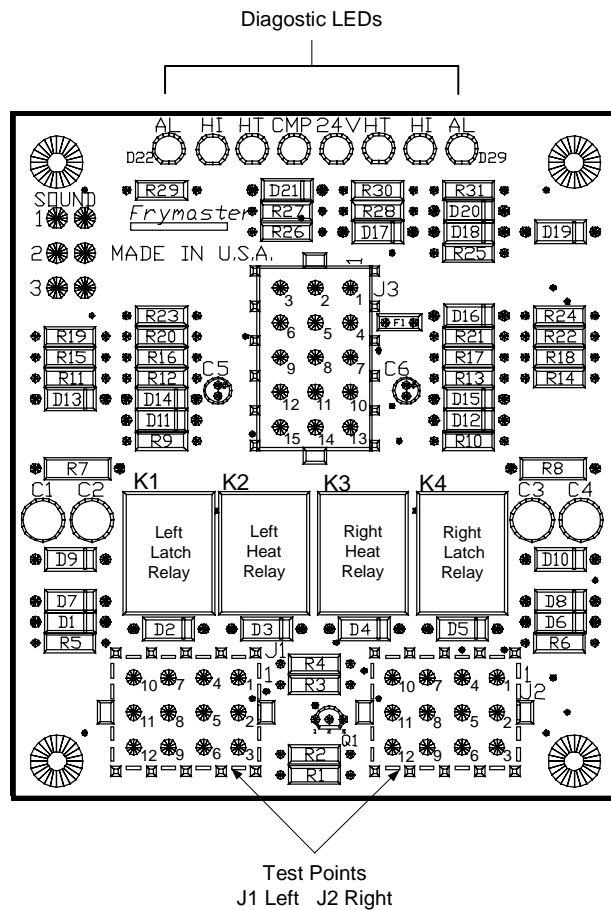 Diagostic LEDs
AL HI HT CMP 24V HT HI AL
D22 D29
R29 D21 R30 R31
SOUND Frymaster R27 R28 D20
1 R26 D17 D18 D19
2 MADE IN U.S.A. R25
3 1
3 2 1 J3
R23 6 5 4 F1 D16 R24
R19 R20 R21 R22
R15 R16 9 8 7 R17 R18
R11 R12 C5 C6 R13 R14
D13 D14 12 11 10 D15
D11 D12
R9 15 14 13 R10
R7 R8
C1 C2 K1 K2 K3 K4 C3 C4
Left Left Right Right
Latch Heat Heat Latch
Relay Relay Relay Relay
D9 D10
D7 D8
D1 D2 D3 D4 D5 D6
R5 J1 R6
10 7 4 1 1 R4 10 7 4 1 1
R3 J2
11 8 5 2 11 8 5 2
1 2 3 Q1
12 9 6 3 R2 12 9 6 3
R1
Test Points
J1 Left J2 Right